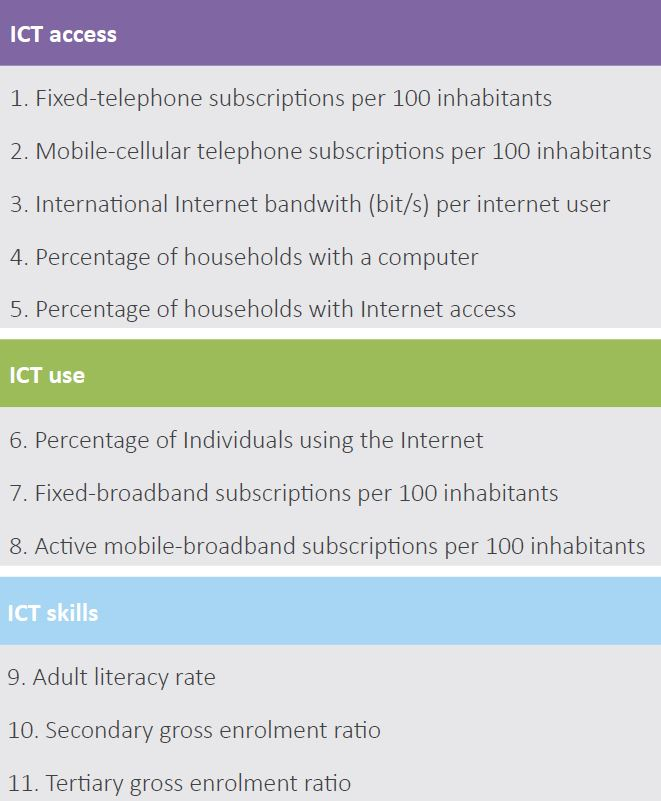 ICT access
1. Fixed-telephone subscriptions per 100 inhabitants
2. Mobile-cellular telephone subscriptions per 100 inhabitants
3. International Internet bandwith (bit/s) per internet user
4. Percentage of households with a computer
5. Percentage of households with Internet access
ICT use
6. Percentage of Individuals using the Internet
7. Fixed-broadband subscriptions per 100 inhabitants
8. Active mobile-broadband subscriptions per 100 inhabitants
ICT skills
9. Adult literacy rate
10. Secondary gross enrolment ratio
11. Tertiary gross enrolment ratio